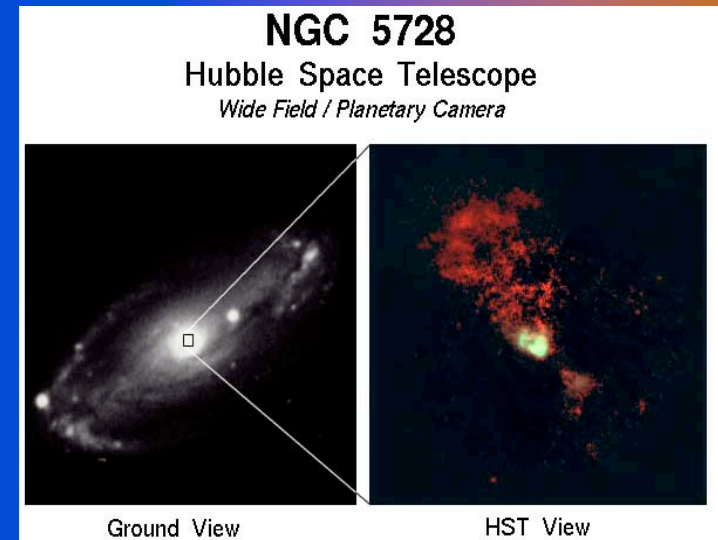 NGC 5728
Hubble Space Telescope
Wide Field / Planetary Camera
Ground View
HST View